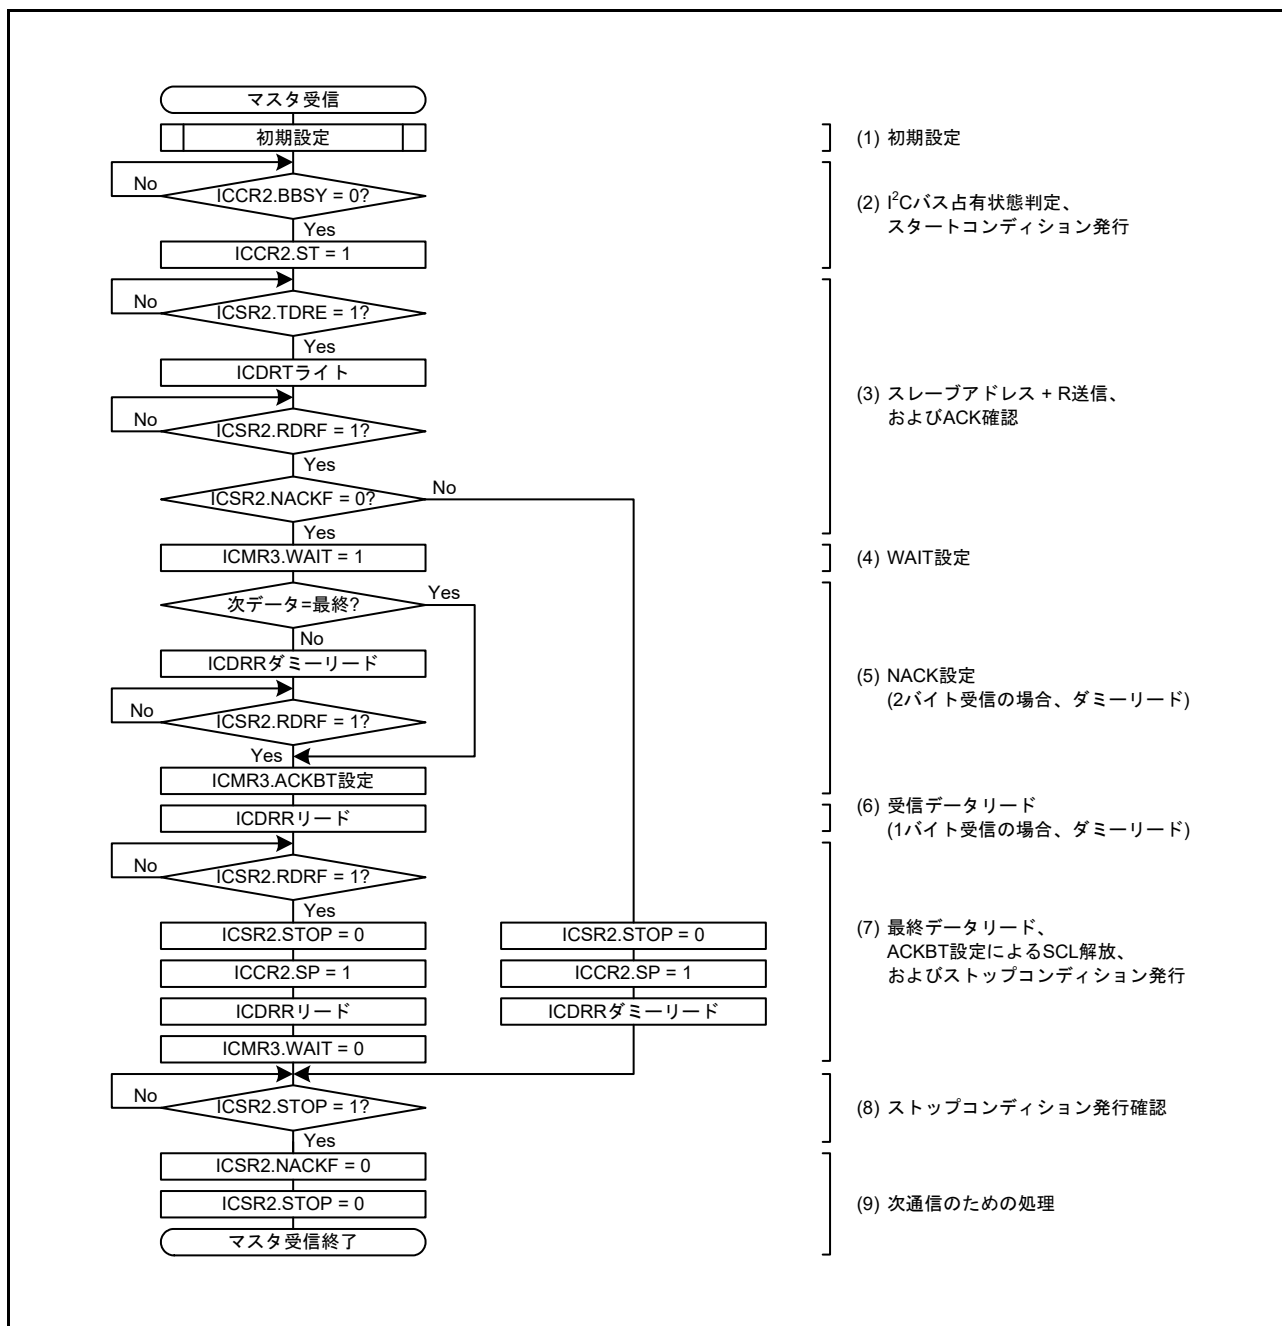 マスタ受信
初期設定
(1) 初期設定
No
ICCR2.BBSY = 0?
Yes
ICCR2.ST = 1
(2) I²Cバス占有状態判定、
スタートコンディション発行
No
ICSR2.TDRE = 1?
Yes
ICDRTライト
No
ICSR2.RDRF = 1?
Yes
ICSR2.NACKF = 0?
No
Yes
(3) スレーブアドレス + R送信、
およびACK確認
ICMR3.WAIT = 1
(4) WAIT設定
次データ=最終?
Yes
No
ICDRRダミーリード
No
ICSR2.RDRF = 1?
Yes
ICMR3.ACKBT設定
(5) NACK設定
(2バイト受信の場合、ダミーリード)
ICDRRリード
(6) 受信データリード
(1バイト受信の場合、ダミーリード)
No
ICSR2.RDRF = 1?
Yes
ICSR2.STOP = 0
ICCR2.SP = 1
ICDRRリード
ICMR3.WAIT = 0
ICSR2.STOP = 0
ICCR2.SP = 1
ICDRRダミーリード
(7) 最終データリード、
ACKBT設定によるSCL解放、
およびストップコンディション発行
No
ICSR2.STOP = 1?
Yes
(8) ストップコンディション発行確認
ICSR2.NACKF = 0
ICSR2.STOP = 0
(9) 次通信のための処理
マスタ受信終了